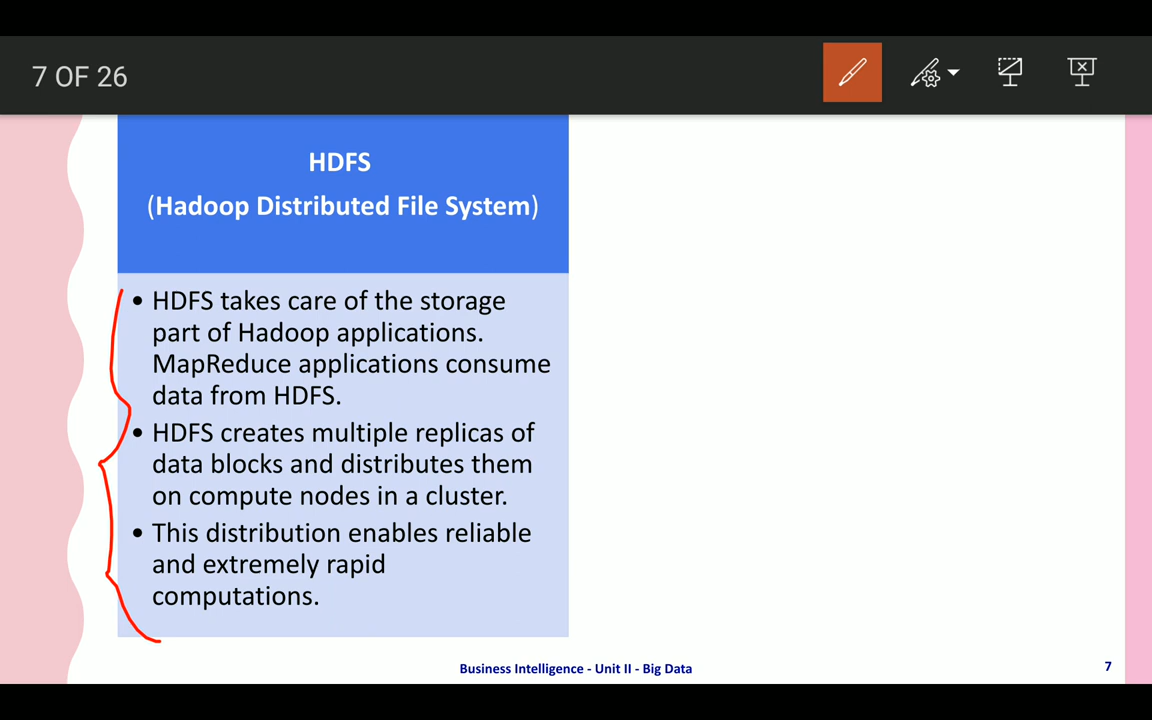 7 OF 26
HDFS
(Hadoop Distributed File System)
• HDFS takes care of the storage
part of Hadoop applications.
MapReduce applications consume
data from HDFS.
• HDFS creates multiple replicas of
data blocks and distributes them
on compute nodes in a cluster.
• This distribution enables reliable
and extremely rapid
computations.
Business Intelligence - Unit II - Big Data
7